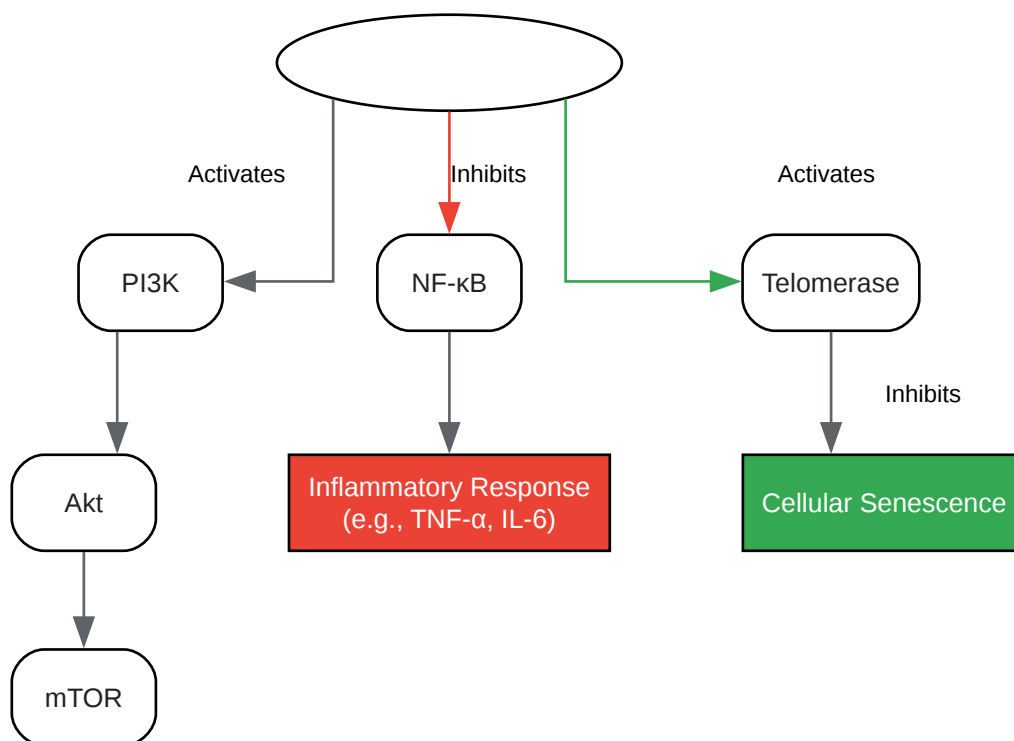 Activates
Inhibits
Activates
PI3K
NF-κB
Telomerase
Inhibits
Akt
Inflammatory Response
(e.g., TNF-α, IL-6)
Cellular Senescence
mTOR